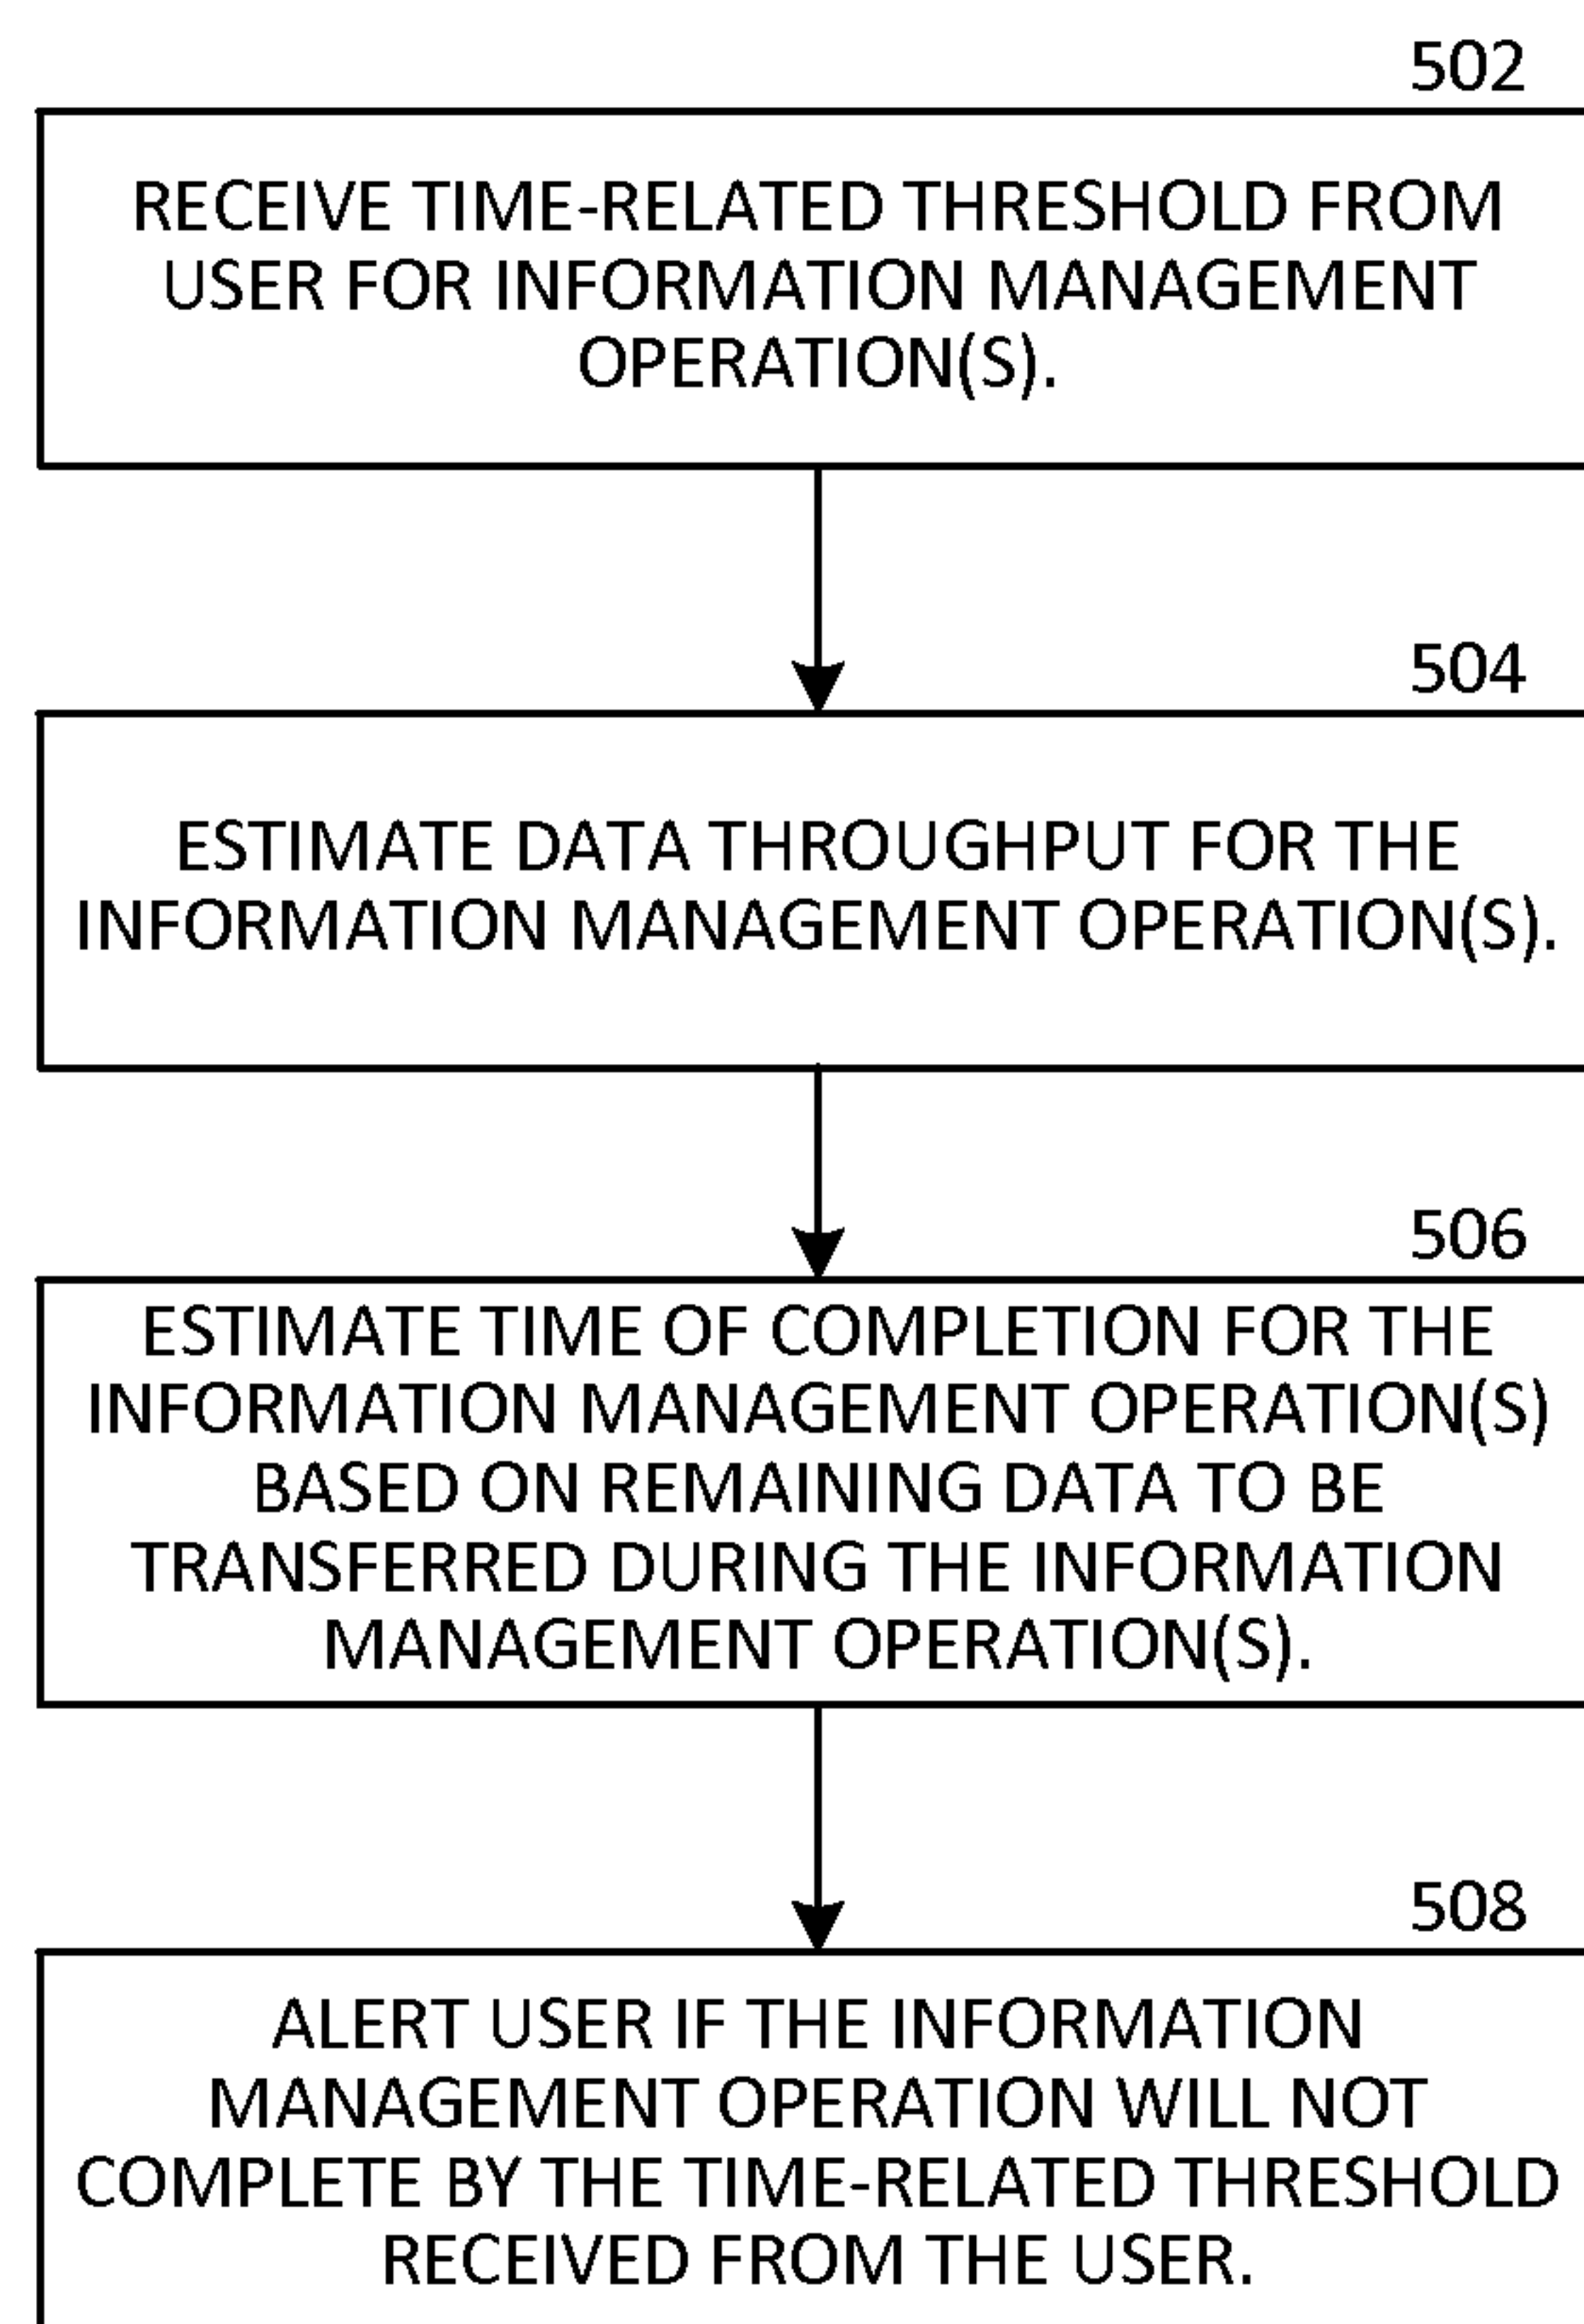 502
RECEIVE TIME-RELATED THRESHOLD FROM
USER FOR INFORMATION MANAGEMENT
OPERATION(S).
504
ESTIMATE DATA THROUGHPUT FOR THE
INFORMATION MANAGEMENT OPERATION(S).
506
ESTIMATE TIME OF COMPLETION FOR THE
INFORMATION MANAGEMENT OPERATION(S)
BASED ON REMAINING DATA TO BE
TRANSFERRED DURING THE INFORMATION
MANAGEMENT OPERATION(S).
508
ALERT USER IF THE INFORMATION
MANAGEMENT OPERATION WILL NOT
COMPLETE BY THE TIME-RELATED THRESHOLD
RECEIVED FROM THE USER.